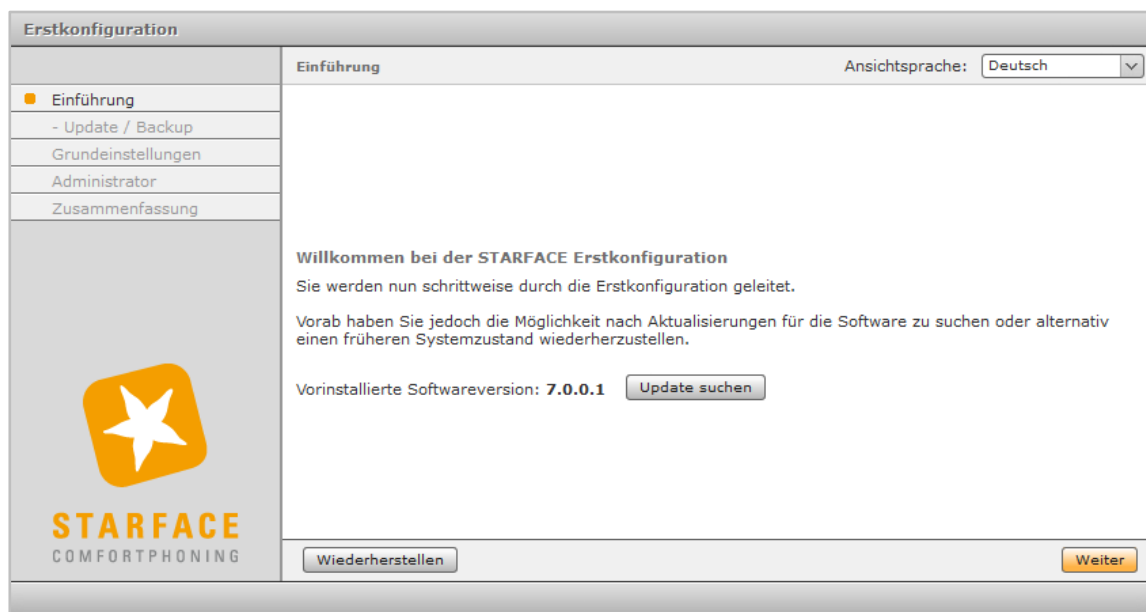 Erstkonfiguration
Einführung
Ansichtsprache: Deutsch
Einführung
- Update / Backup
Grundeinstellungen
Administrator
Zusammenfassung
Willkommen bei der STARFACE Erstkonfiguration
Sie werden nun schrittweise durch die Erstkonfiguration geleitet.
Vorab haben Sie jedoch die Möglichkeit nach Aktualisierungen für die Software zu suchen oder alternativ
einen früheren Systemzustand wiederherzustellen.
Vorinstallierte Softwareversion: 7.0.0.1 Update suchen
STARFACE
COMFORTPHONING
Wiederherstellen
Weiter